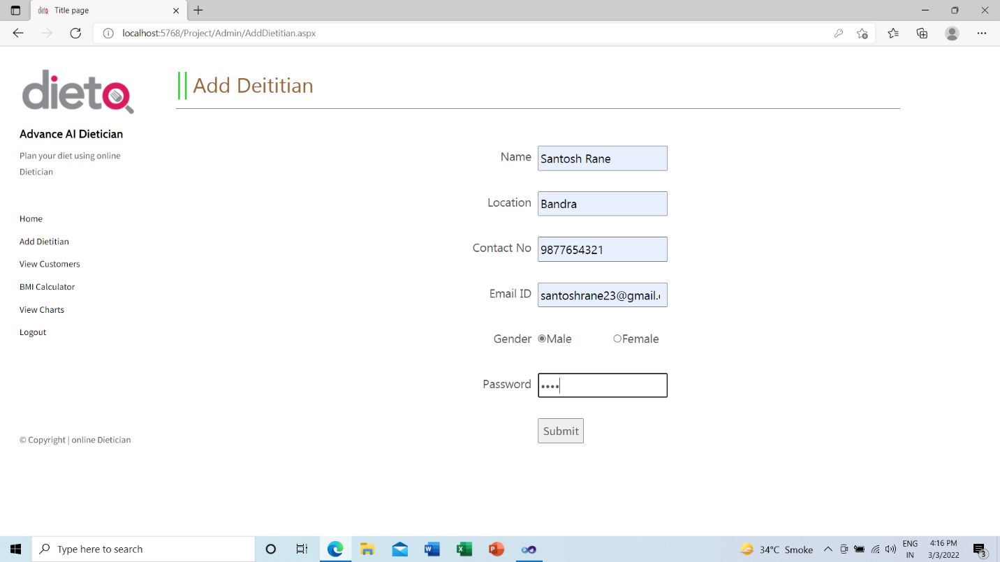 dieto Title page
localhost:5768/Project/Admin/AddDietitian.aspx
dieto
Advance AI Dietician
Plan your diet using online
Dietician
Home
Add Dietitian
View Customers
BMI Calculator
View Charts
Logout
© Copyright | online Dietician
Add Deititian
Name Santosh Rane
Location Bandra
Contact No 9877654321
Email ID santoshrane23@gmail.
Gender Male Female
Password ••••
Submit
Type here to search
34°C Smoke
ENG
IN
4:16 PM
3/3/2022
3